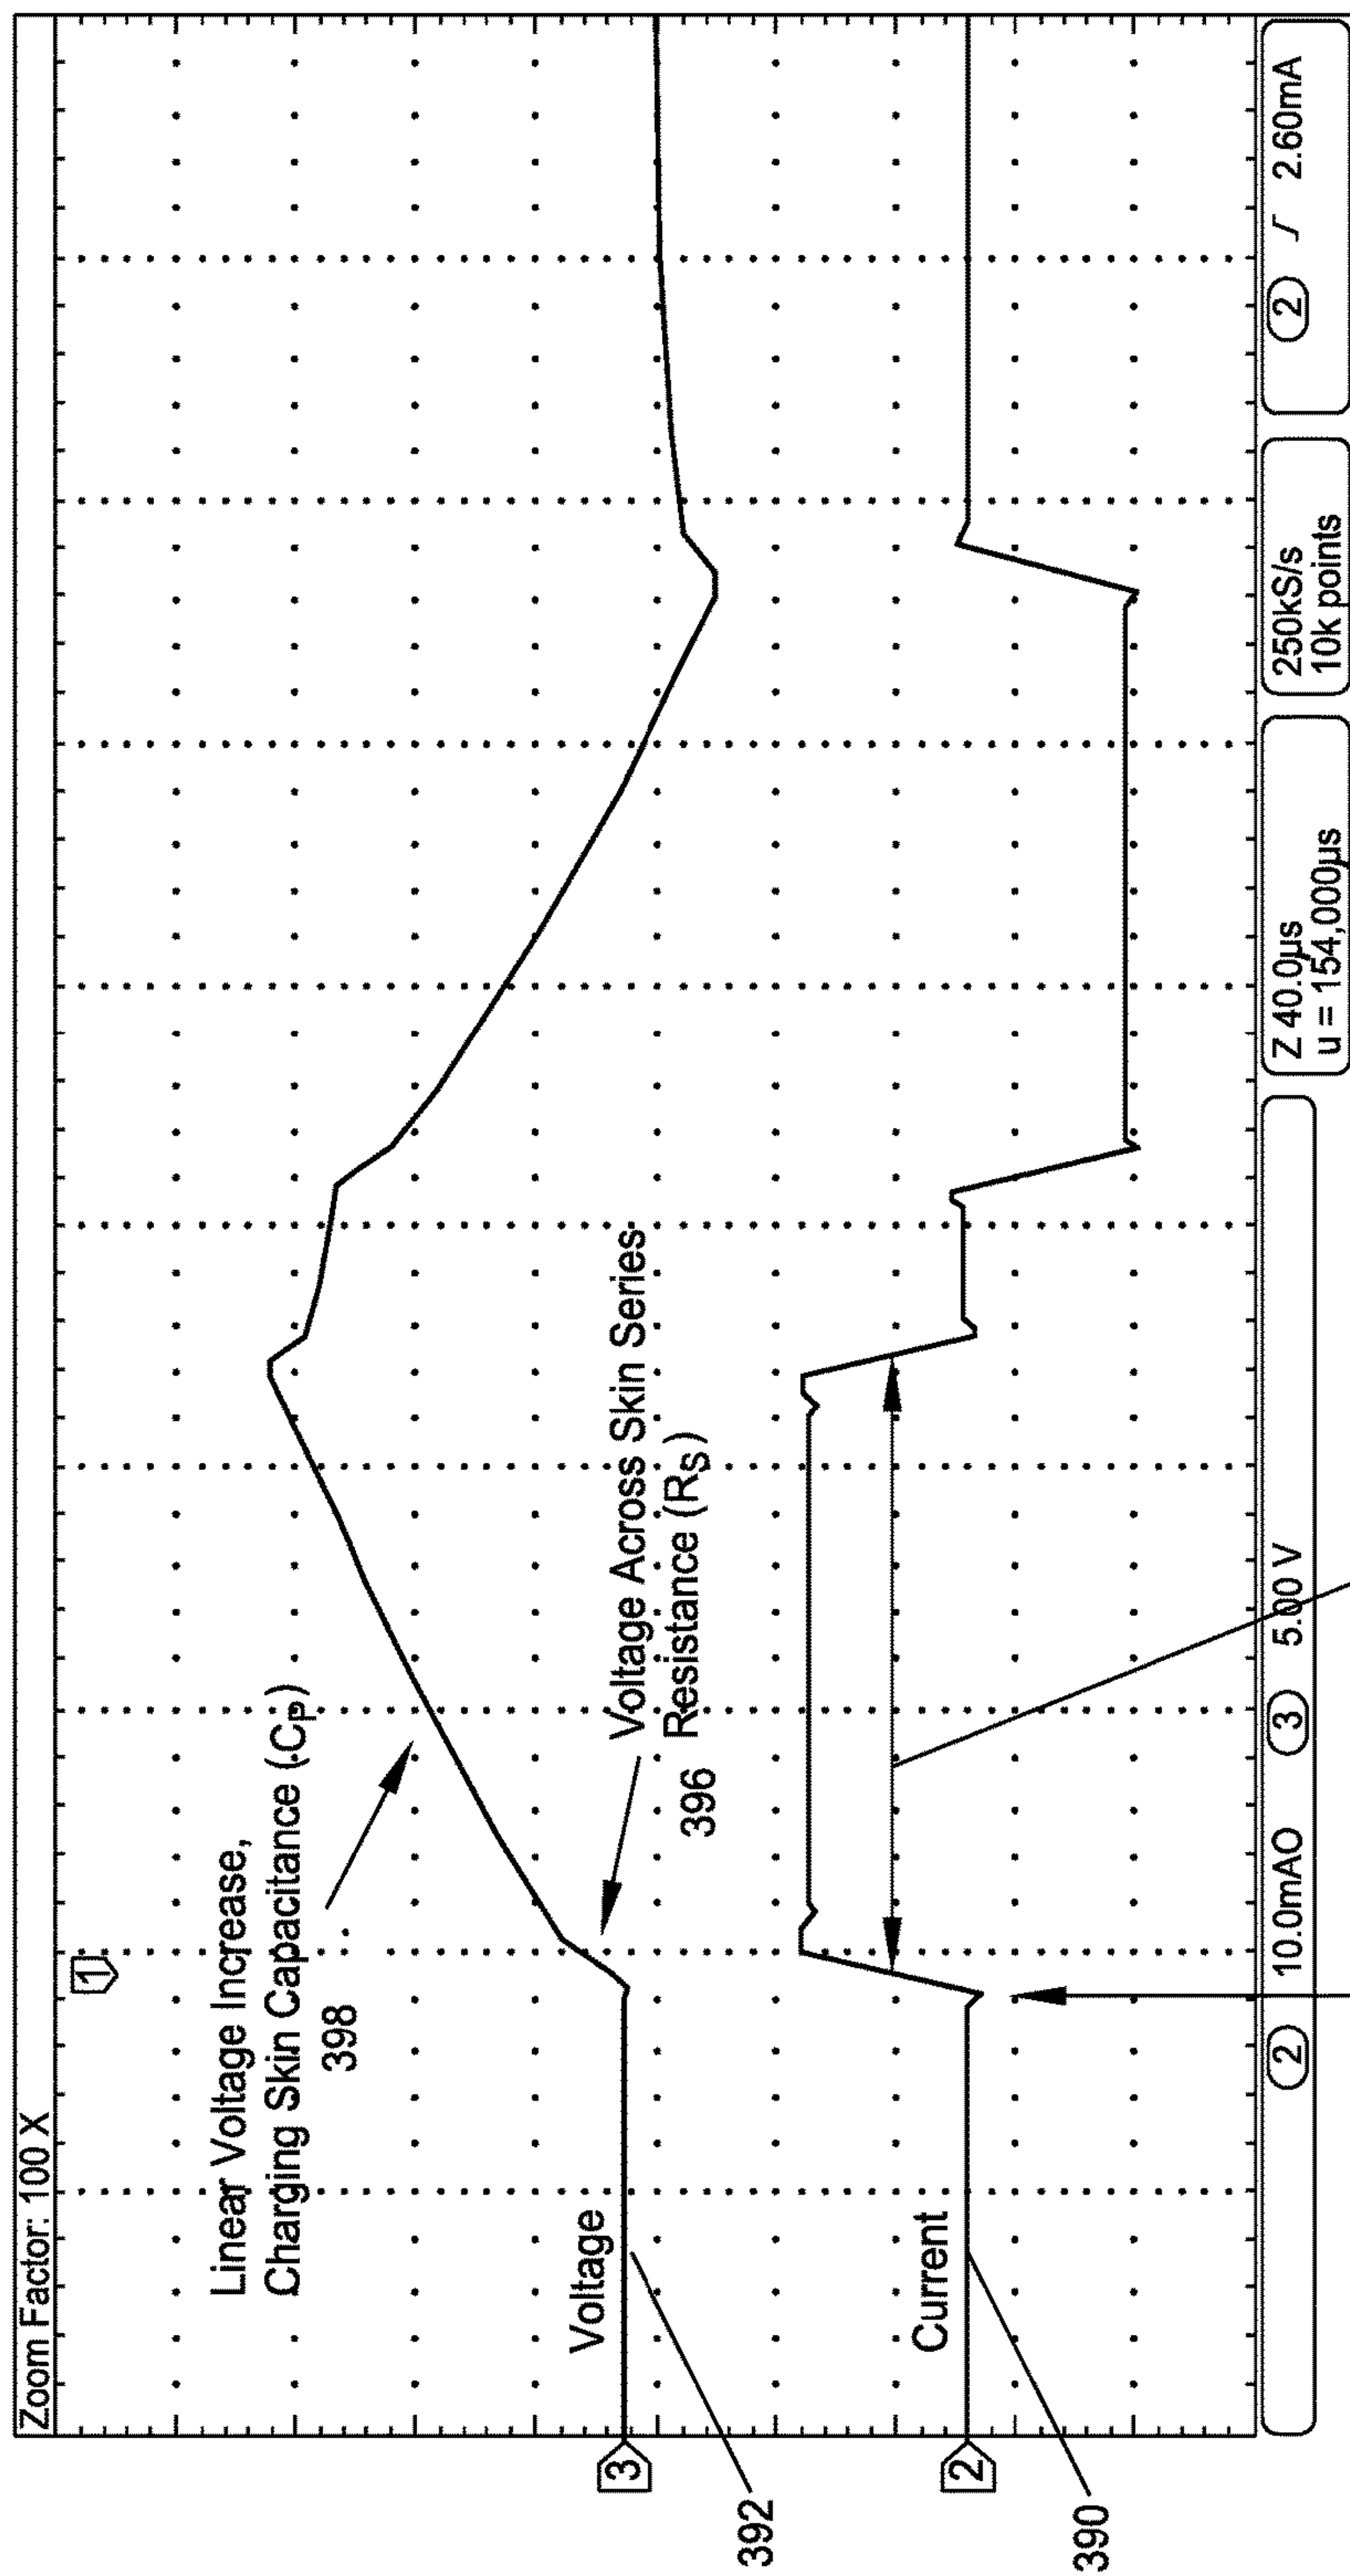 Zoom Factor: 100 X
1
Linear Voltage Increase,
Charging Skin Capacitance (CP)
398
Voltage Across Skin Series
396 Resistance (RS)
Voltage
3
392
Current
2
390
2 10.0mAO 3 5.00 V
Z 40.0µs
u = 154,000µs
250kS/s
10k points
2 2.60mA